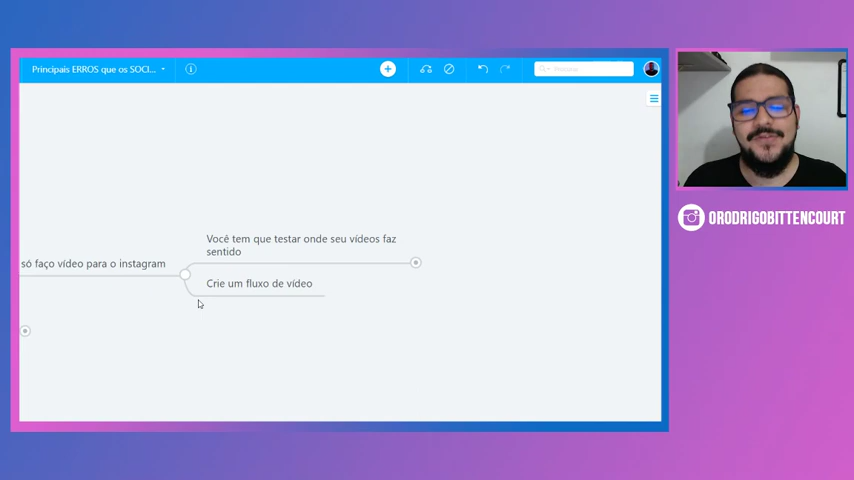 Principais ERROS que os SOCI...
ORODRIGOBITTENCOURT
Você tem que testar onde seu vídeos faz
sentido
só faço vídeo para o instagram
Crie um fluxo de vídeo